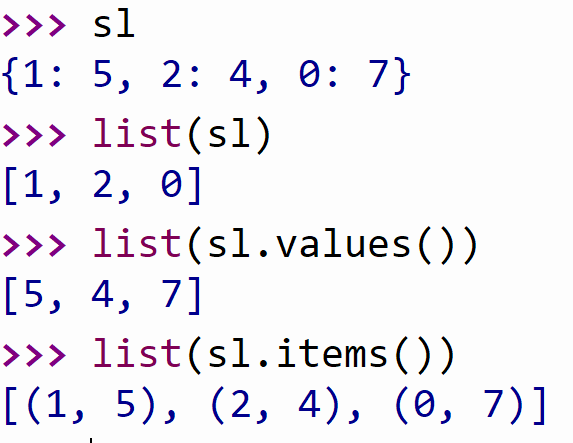 >>> sl
{1: 5, 2: 4, 0: 7}
>>> list(sl)
[1, 2, 0]
>>> list(sl.values())
[5, 4, 7]
>>> list(sl.items())
[(1, 5), (2, 4), (0, 7)]